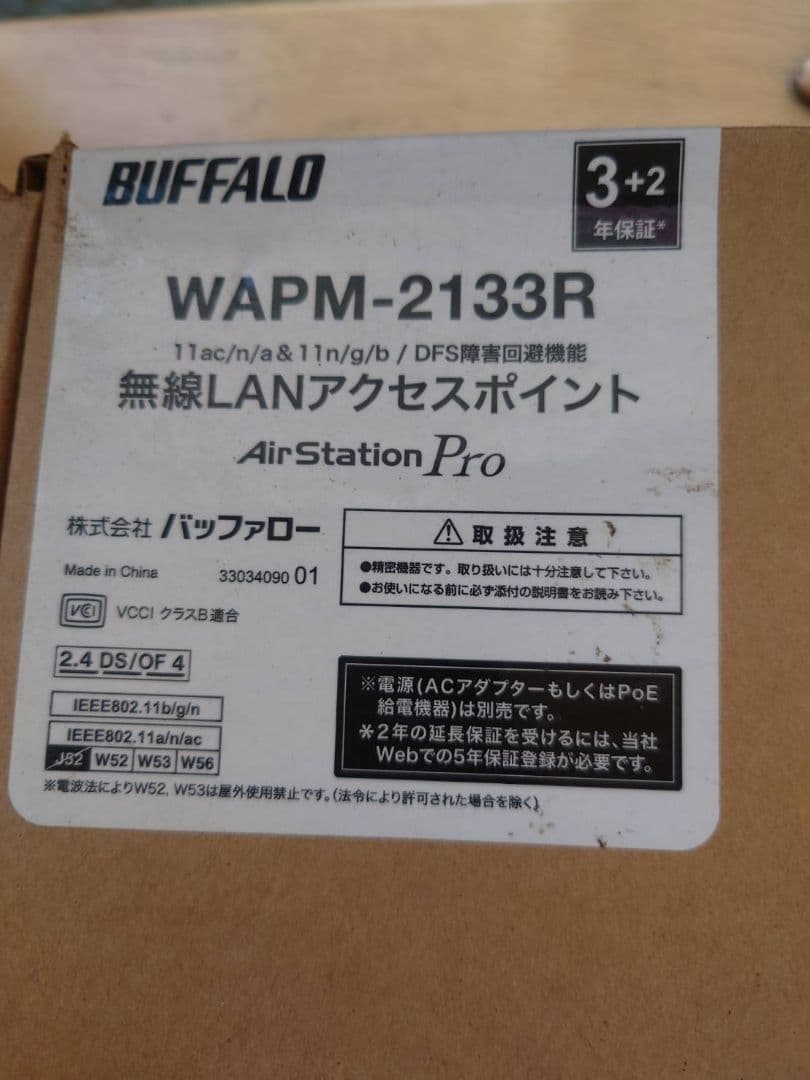 BUFFALO
3+2
年保証*
WAPM-2133R
11ac/n/a&11n/g/b / DFS障害回避機能
無線LANアクセスポイント
AirStation Pro
株式会社 バッファロー
Made in China 33034090 01
VCCI VCCI クラスB適合
⚠取扱注意
●精密機器です。取り扱いには十分注意して下さい。
●お使いになる前に必ず添付の説明書をお読み下さい。
2.4 DS/OF 4
IEEE802.11b/g/n
IEEE802.11a/n/ac
J52 W52 W53 W56
※電源(ACアダプターもしくはPoE
給電機器)は別売です。
*2年の延長保証を受けるには、当社
Webでの5年保証登録が必要です。
※電波法によりW52, W53は屋外使用禁止です。(法令により許可された場合を除く)